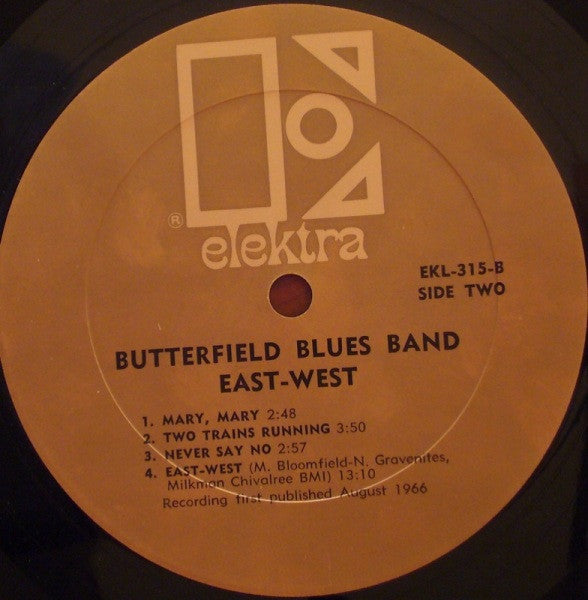 ®
elektra
EKL-315-B
SIDE TWO
BUTTERFIELD BLUES BAND
EAST-WEST
1. MARY, MARY 2:48
2. TWO TRAINS RUNNING 3:50
3. NEVER SAY NO 2:57
4. EAST-WEST (M. Bloomfield-N. Gravenites,
Milkman Chivalree BMI) 13:10
Recording first published August 1966